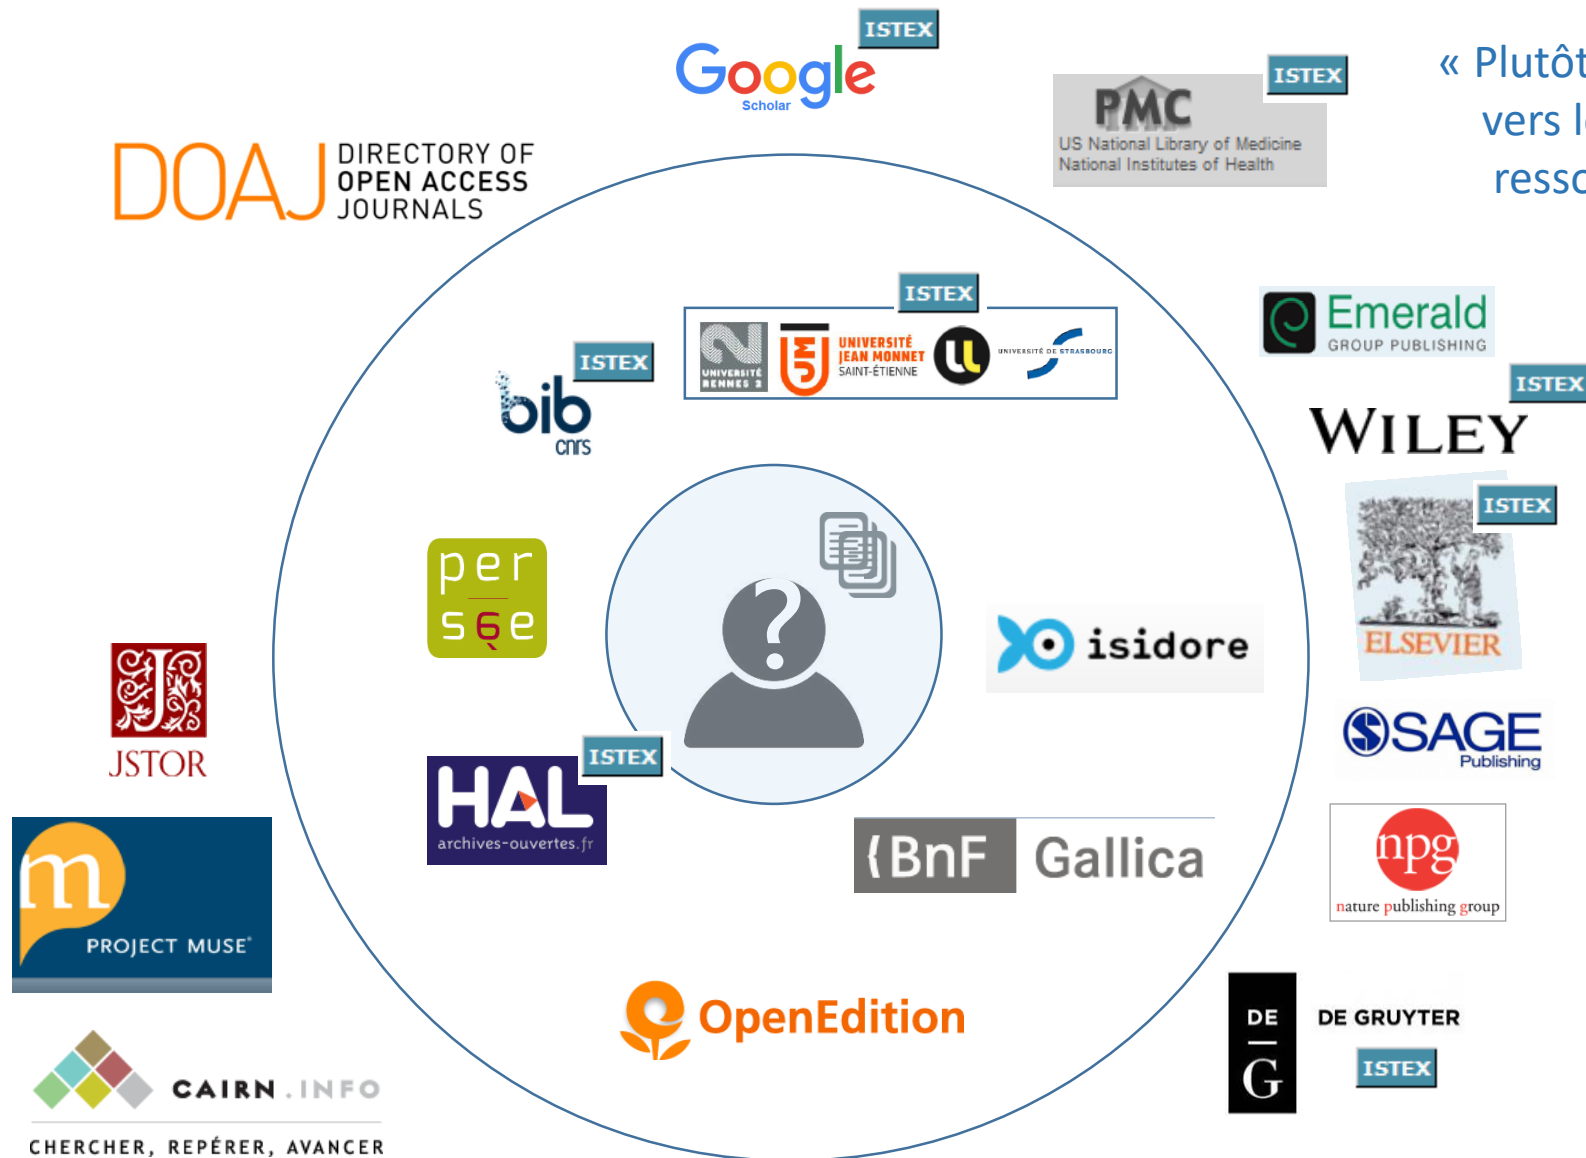 ISTEX
Google
Scholar
ISTEX
PMC
US National Library of Medicine
National Institutes of Health
« Plutôt
vers l
resso
DOAJ
DIRECTORY OF
OPEN ACCESS
JOURNALS
ISTEX
UNIVERSITÉ
RENNES 2
UJM
UNIVERSITÉ
JEAN MONNET
SAINT-ÉTIENNE
UL
UNIVERSITÉ DE STRASBOURG
Emerald
GROUP PUBLISHING
ISTEX
bib
cnrs
ISTEX
WILEY
ISTEX
ELSEVIER
per
sée
?
isidore
JSTOR
ISTEX
HAL
archives-ouvertes.fr
SAGE
Publishing
{BnF Gallica
npg
nature publishing group
m
PROJECT MUSE®
OpenEdition
DE
G
DE GRUYTER
ISTEX
CAIRN.INFO
CHERCHER, REPÉRER, AVANCER